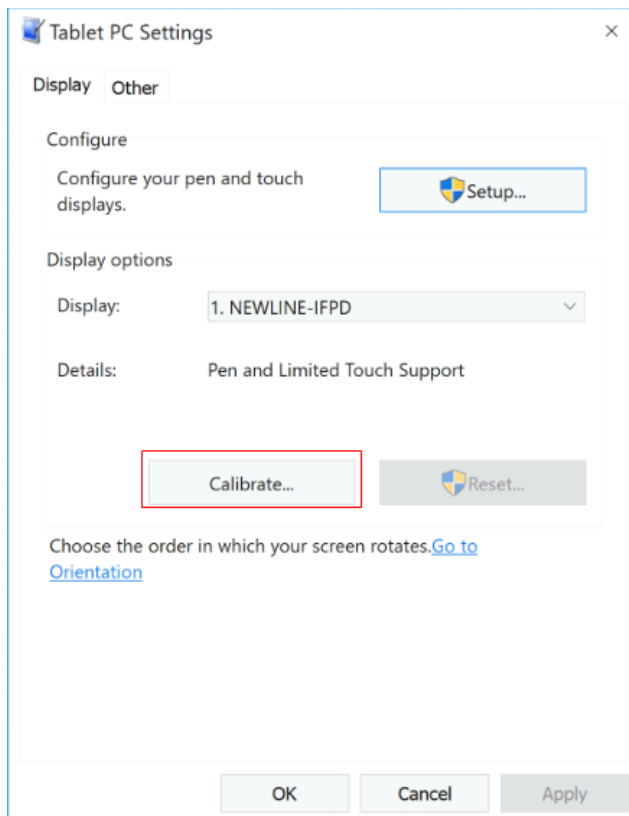 Tablet PC Settings
Display
Other
Configure
Configure your pen and touch
displays.
Setup...
Display options
Display:
1. NEWLINE-IFPD
Details:
Pen and Limited Touch Support
Calibrate...
Reset...
Choose the order in which your screen rotates.Go to
Orientation
OK
Cancel
Apply